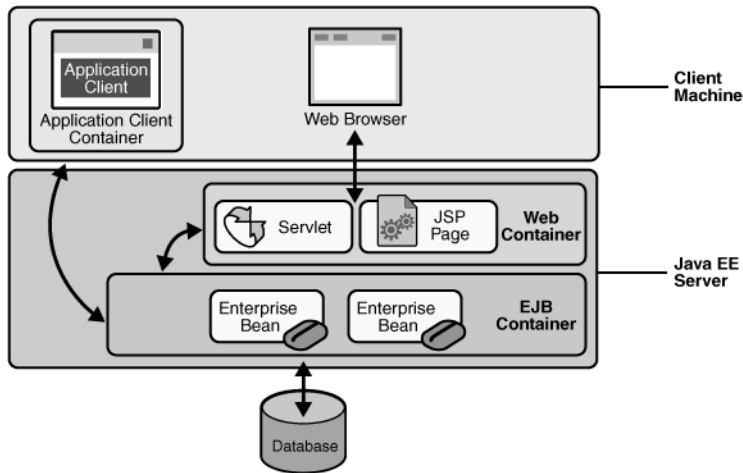 Application
Client
Application Client
Container
Web Browser
Client
Machine
Servlet
JSP
Page
Web
Container
Java EE
Server
Enterprise
Bean
Enterprise
Bean
EJB
Container
Database